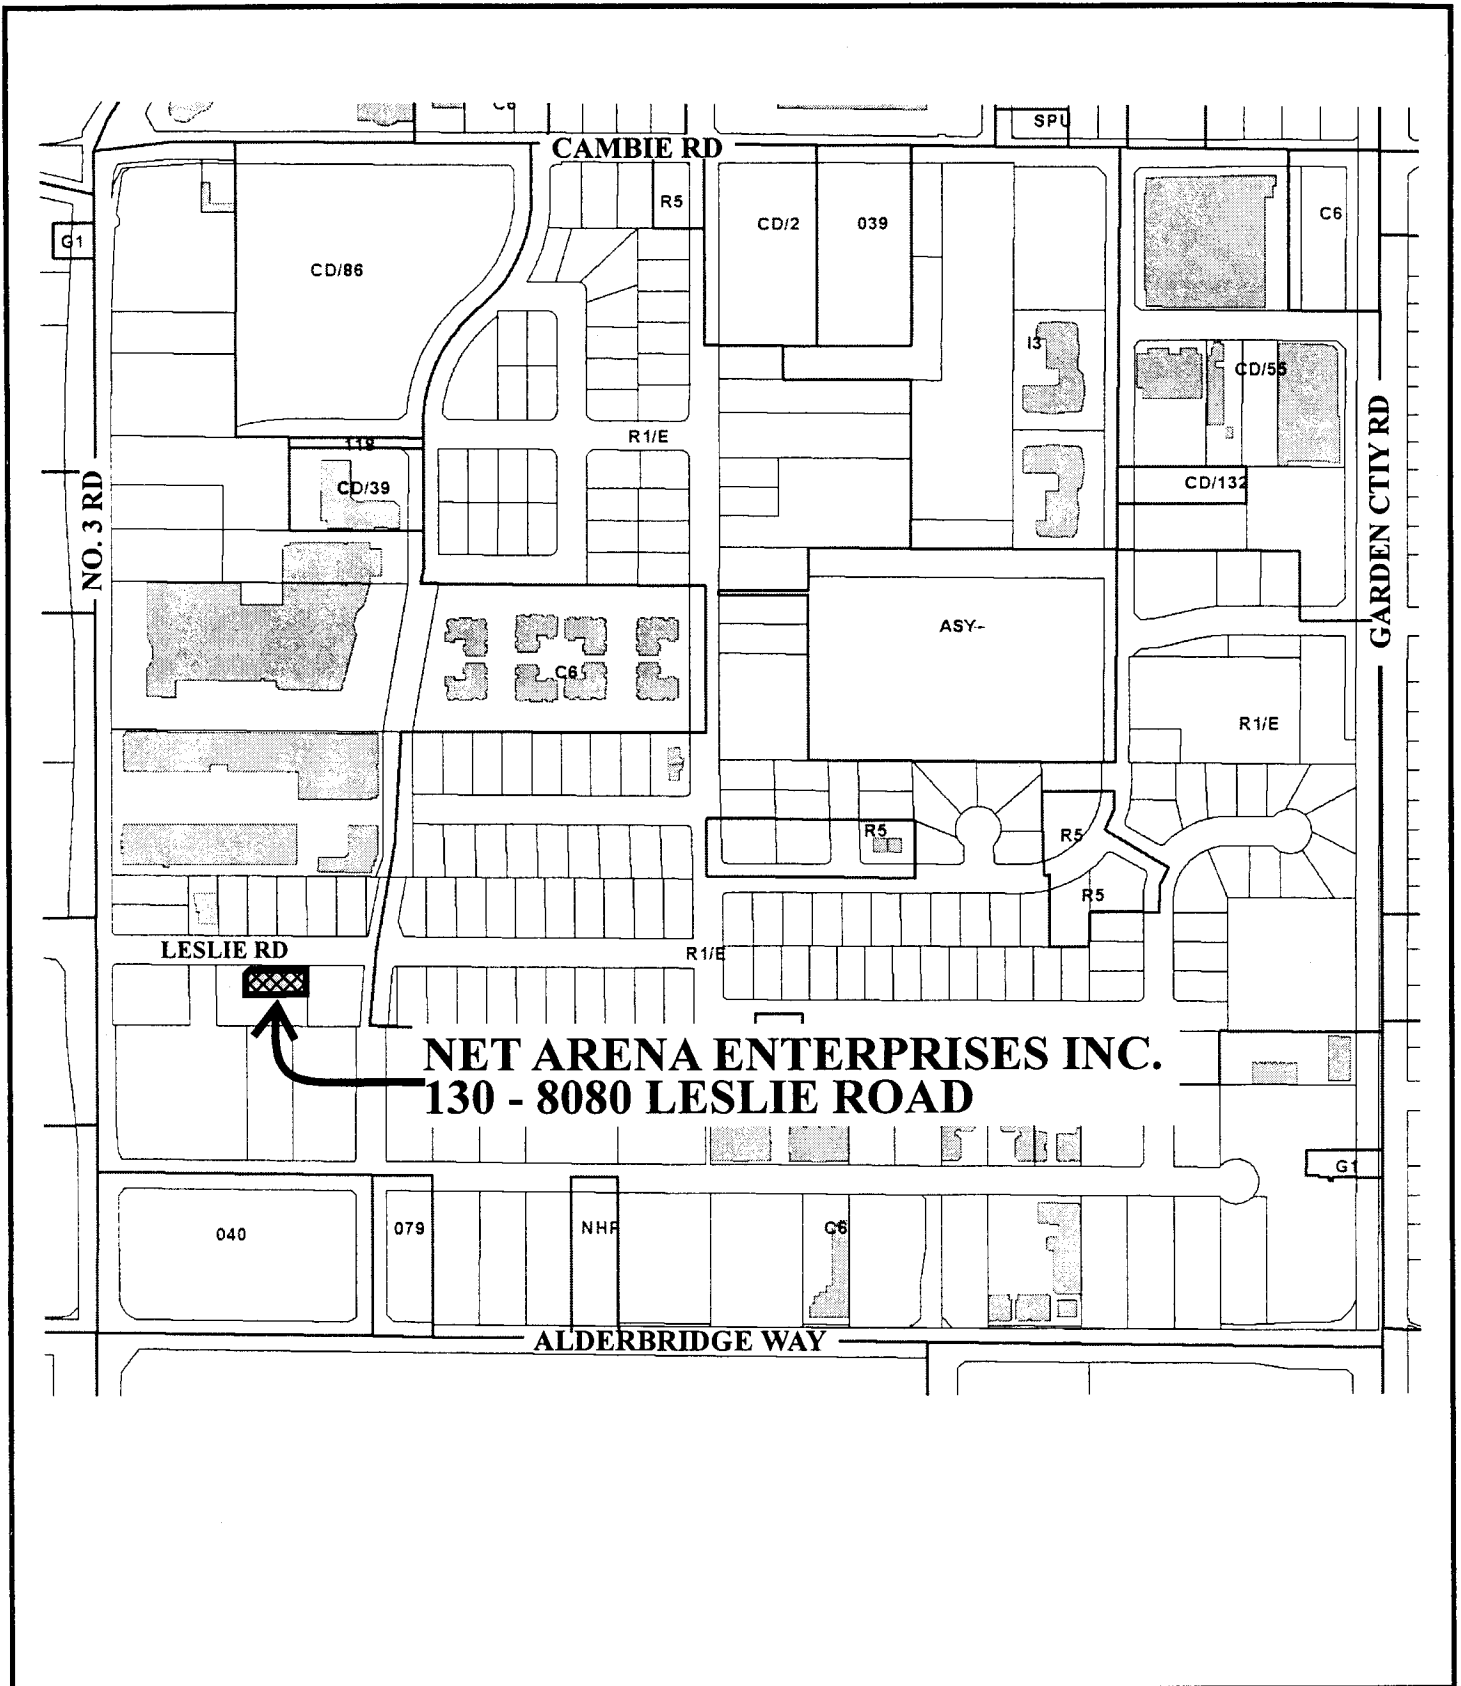 C6
SPU
CAMBIE RD
R5
CD/2
039
C6
G1
CD/86
I3
CD/55
R1/E
118
CD/39
CD/132
NO. 3 RD
GARDEN CTIY RD
ASY-
C6
R1/E
R5
R5
R5
LESLIE RD
R1/E
NET ARENA ENTERPRISES INC.
130 - 8080 LESLIE ROAD
G1
040
079
NHP
C6
ALDERBRIDGE WAY